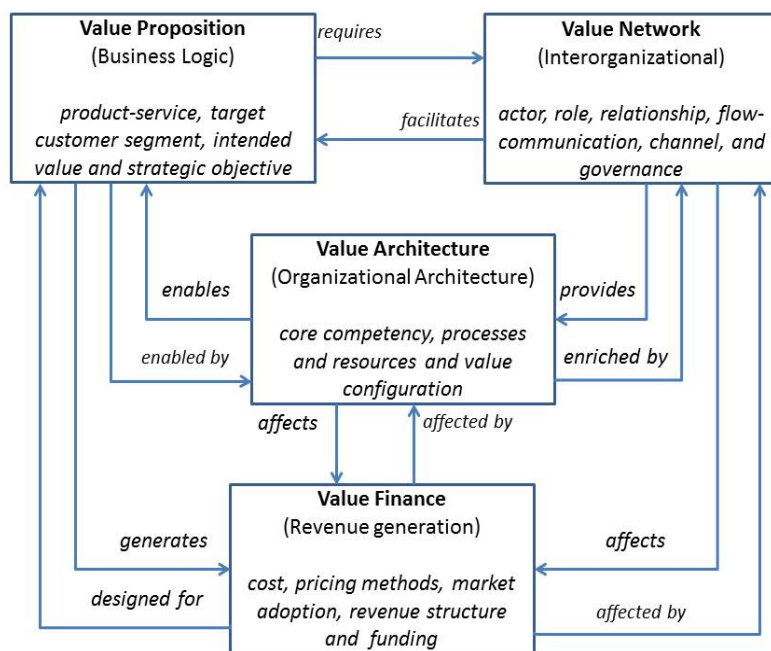 Value Proposition
(Business Logic)
product-service, target
customer segment, intended
value and strategic objective
requires
facilitates
Value Network
(Interorganizational)
actor, role, relationship, flow-
communication, channel, and
governance
enables
enabled by
Value Architecture
(Organizational Architecture)
core competency, processes
and resources and value
configuration
provides
enriched by
affects
affected by
generates
designed for
Value Finance
(Revenue generation)
cost, pricing methods, market
adoption, revenue structure
and funding
affects
affected by